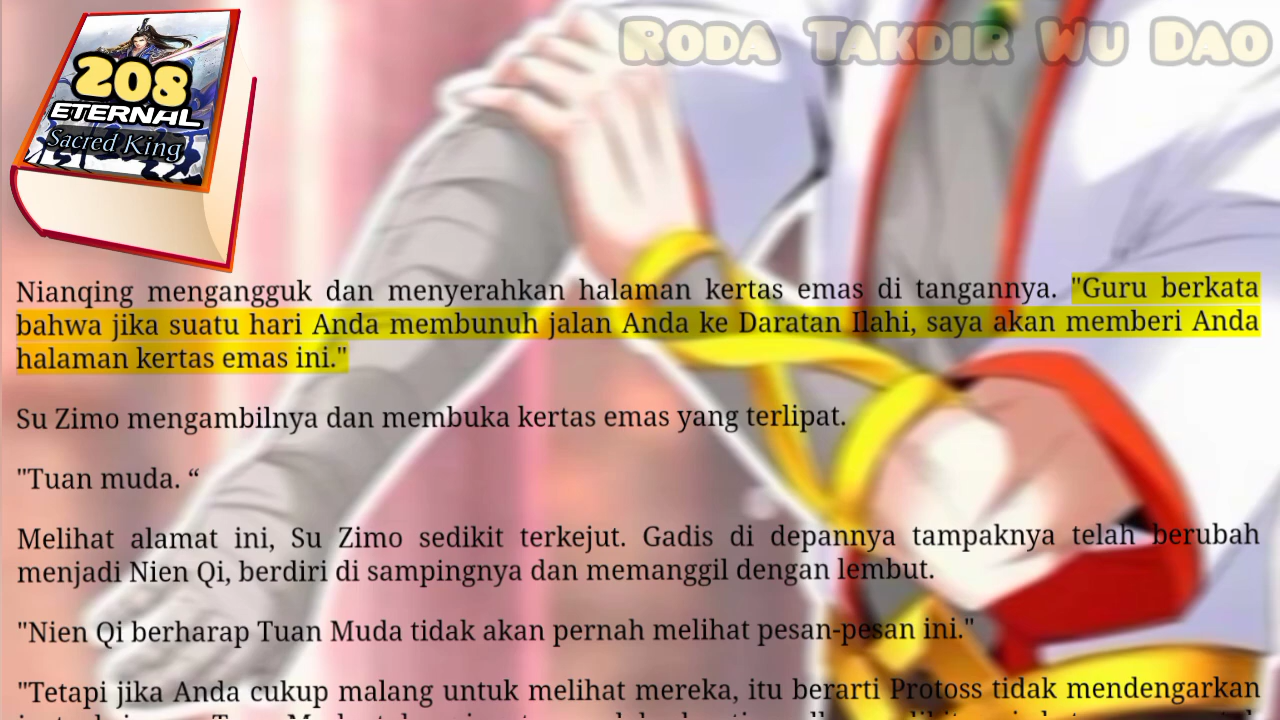 Roda Takdir Wu Dao
208
ETERNAL
Sacred King
Nianqing mengangguk dan menyerahkan halaman kertas emas di tangannya. "Guru berkata
bahwa jika suatu hari Anda membunuh jalan Anda ke Daratan Ilahi, saya akan memberi Anda
halaman kertas emas ini."
Su Zimo mengambilnya dan membuka kertas emas yang terlipat.
"Tuan muda. “
Melihat alamat ini, Su Zimo sedikit terkejut. Gadis di depannya tampaknya telah berubah
menjadi Nien Qi, berdiri di sampingnya dan memanggil dengan lembut.
"Nien Qi berharap Tuan Muda tidak akan pernah melihat pesan-pesan ini."
"Tetapi jika Anda cukup malang untuk melihat mereka, itu berarti Protoss tidak mendengarkan